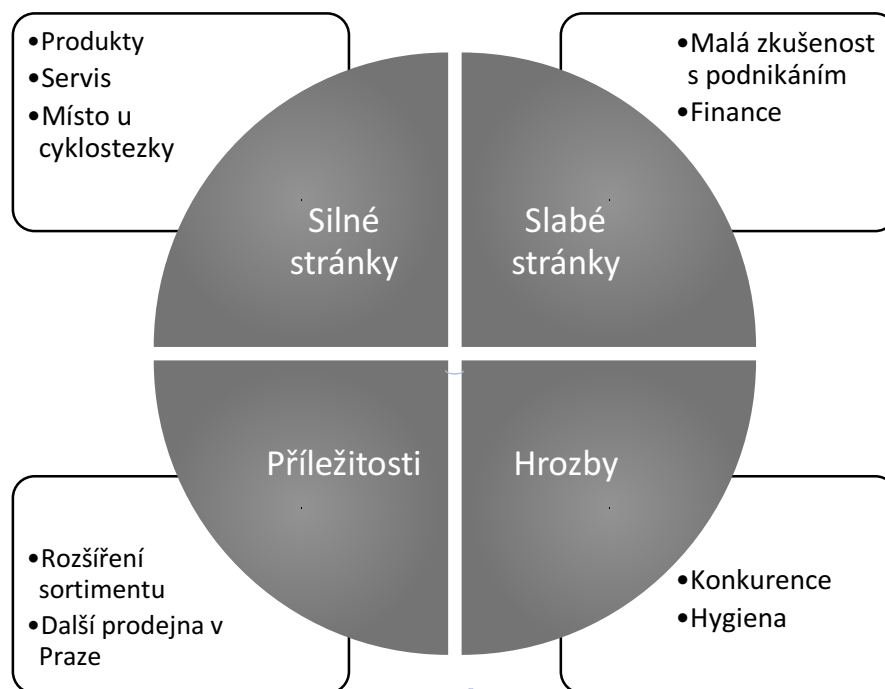 •Produkty
•Servis
•Místo u
cyklostezky
•Malá zkušenost
s podnikáním
•Finance
Silné
stránky
Slabé
stránky
Příležitosti
Hrozby
•Rozšíření
sortimentu
•Další prodejna v
Praze
•Konkurence
•Hygiena